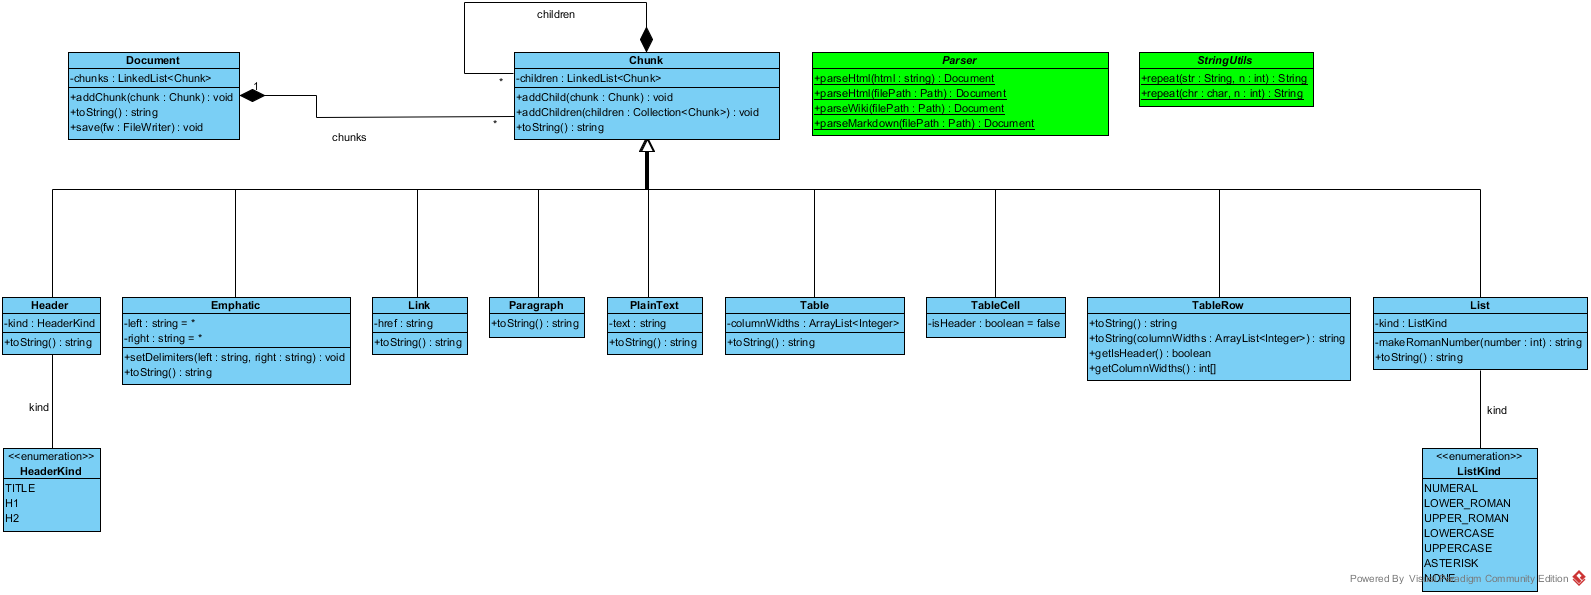 children
Document
-chunks : LinkedList<Chunk>
+addChunk(chunk : Chunk) : void
+toString() : string
+save(fw : FileWriter) : void
1
chunks
*
*
Chunk
-children : LinkedList<Chunk>
+addChild(chunk : Chunk) : void
+addChildren(children : Collection<Chunk>) : void
+toString() : string
Parser
+parseHtml(html : string) : Document
+parseHtml(filePath : Path) : Document
+parseWiki(filePath : Path) : Document
+parseMarkdown(filePath : Path) : Document
StringUtils
+repeat(str : String, n : int) : String
+repeat(chr : char, n : int) : String
Header
-kind : HeaderKind
+toString() : string
Emphatic
-left : string = *
-right : string = *
+setDelimiters(left : string, right : string) : void
+toString() : string
Link
-href : string
+toString() : string
Paragraph
+toString() : string
PlainText
-text : string
+toString() : string
Table
-columnWidths : ArrayList<Integer>
+toString() : string
TableCell
-isHeader : boolean = false
TableRow
+toString() : string
+toString(columnWidths : ArrayList<Integer>) : string
+getIsHeader() : boolean
+getColumnWidths() : int[]
List
-kind : ListKind
-makeRomanNumber(number : int) : string
+toString() : string
kind
kind
<<enumeration>>
HeaderKind
TITLE
H1
H2
<<enumeration>>
ListKind
NUMERAL
LOWER_ROMAN
UPPER_ROMAN
LOWERCASE
UPPERCASE
ASTERISK
NONE
Powered By Visual Paradigm Community Edition